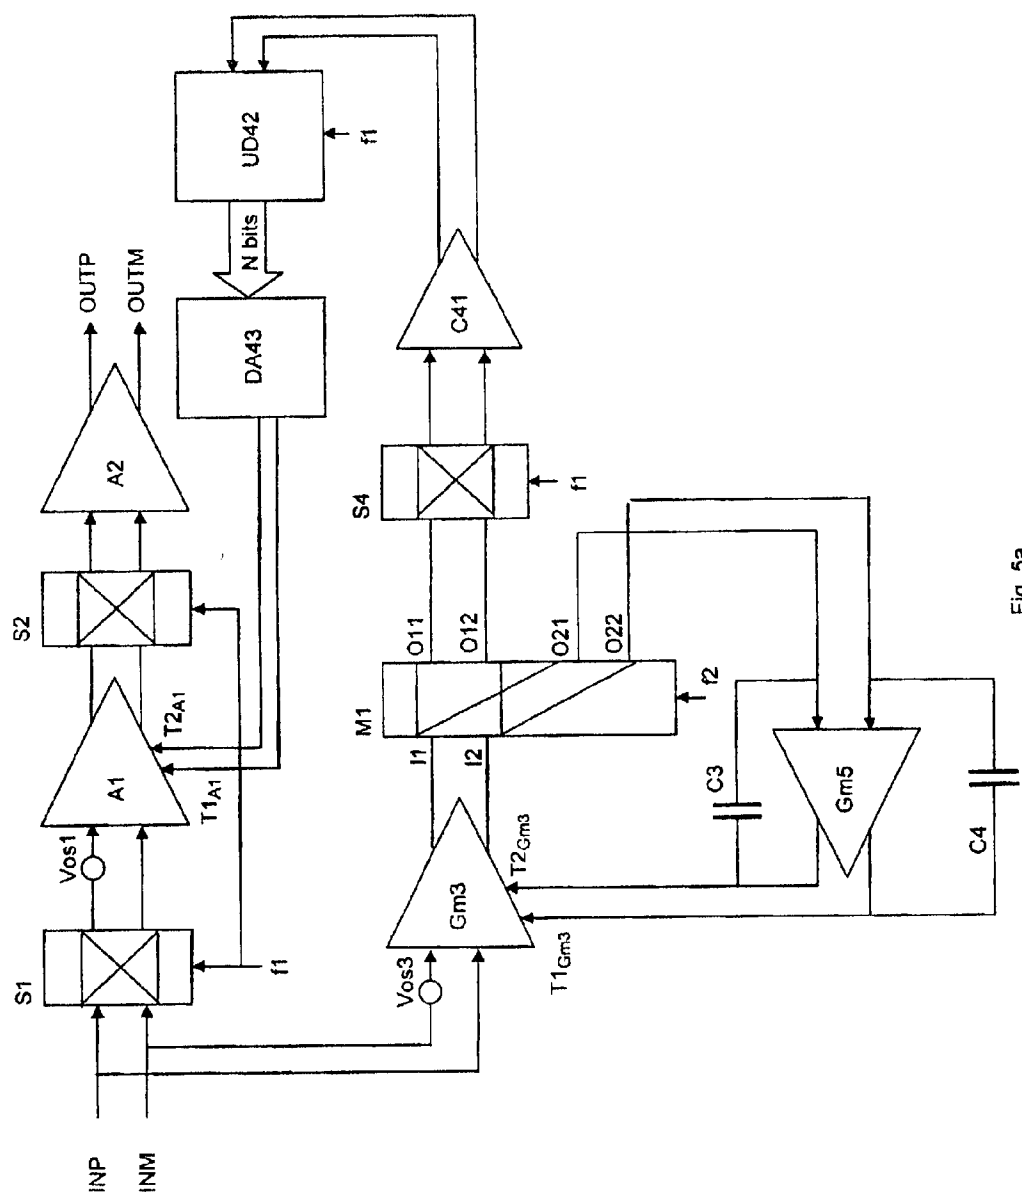 INP
INM
S1
f1
Vos1
A1
T1A1
T2A1
S2
A2
OUTP
OUTM
DA43
N bits
UD42
f1
Vos3
Gm3
T1Gm3
T2Gm3
M1
I1
I2
O11
O12
O21
O22
f2
S4
f1
C41
C3
Gm5
C4
Fig. 5a